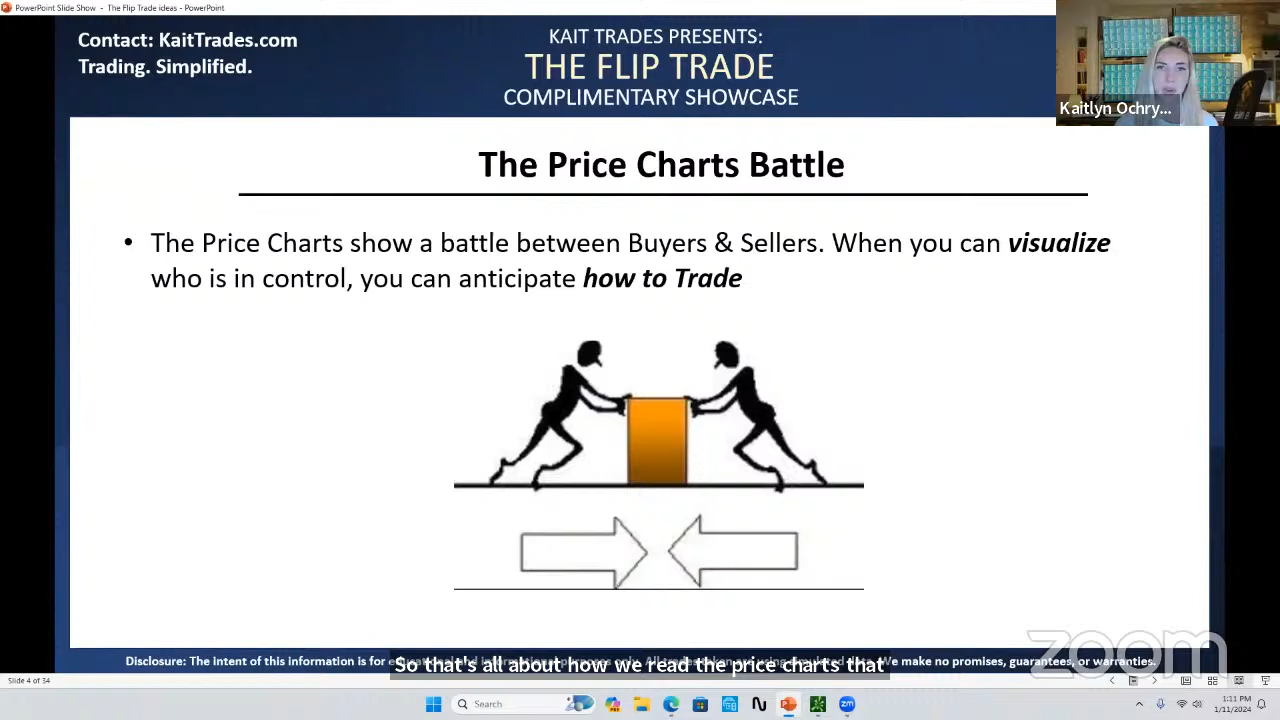 PowerPoint Slide Show - The Flip Trade ideas - PowerPoint
Contact: KaitTrades.com
Trading. Simplified.
KAIT TRADES PRESENTS:
THE FLIP TRADE
COMPLIMENTARY SHOWCASE
Kaitlyn Ochry...
The Price Charts Battle
• The Price Charts show a battle between Buyers & Sellers. When you can visualize
who is in control, you can anticipate how to Trade
zoom
Disclosure: The intent of this information is for We make no promises, guarantees, or warranties.
so that's all about how we read the price charts that
Slide 4 of 34
Search
1:11 PM
1/11/2024